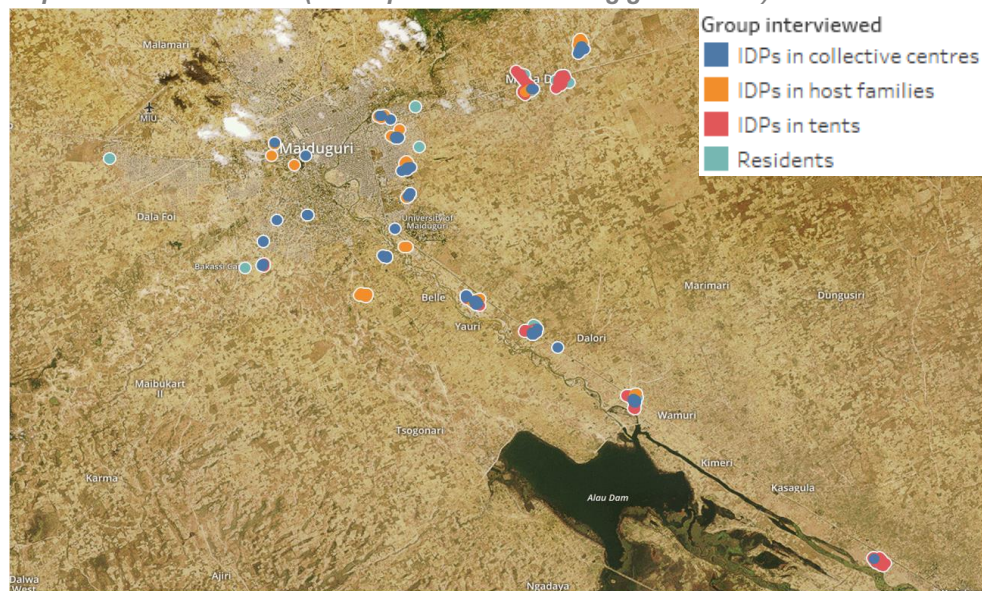 Group interviewed
IDPs in collective centres
IDPs in host families
IDPs in tents
Residents
Malamari
MIU
Maiduguri
Dala Foi
University of
Maiduguri
Belle
Yauri
Dalori
Marimari
Dungusiri
Maibukart
II
Tsogonari
Wamuri
Kimeri
Kasagula
Karma
Alau Dam
Ajiri
Dalwa
West
Ngadaya